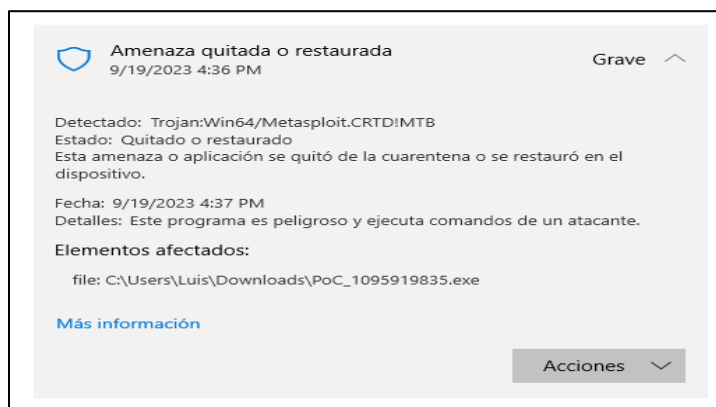 Amenaza quitada o restaurada
9/19/2023 4:36 PM
Grave
Detectado: Trojan:Win64/Metasploit.CRTD!MTB
Estado: Quitado o restaurado
Esta amenaza o aplicación se quitó de la cuarentena o se restauró en el
dispositivo.
Fecha: 9/19/2023 4:37 PM
Detalles: Este programa es peligroso y ejecuta comandos de un atacante.
Elementos afectados:
file: C:\Users\Luis\Downloads\PoC_1095919835.exe
Más información
Acciones